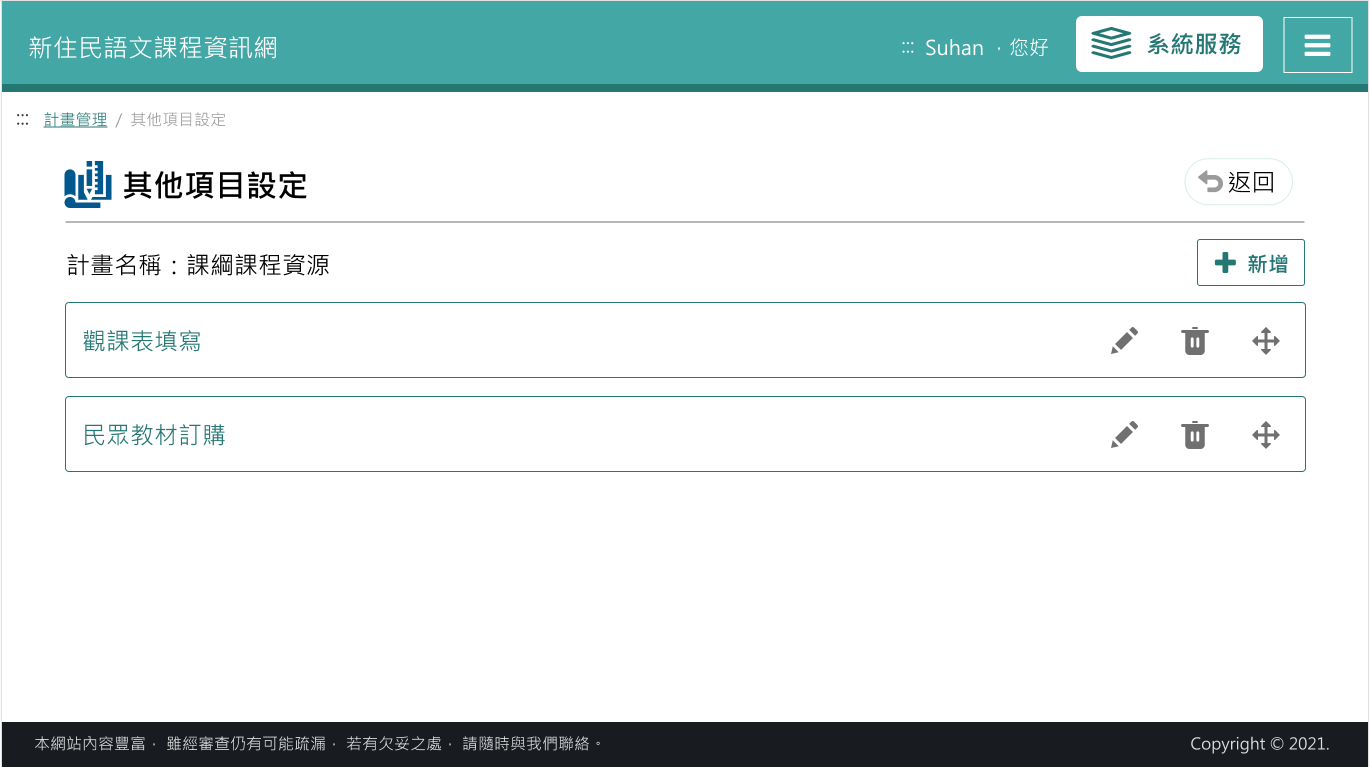 新住民語文課程資訊網
::: Suhan ，您好
系統服務
::: 計畫管理 / 其他項目設定
其他項目設定
返回
計畫名稱：課綱課程資源
新增
觀課表填寫
民眾教材訂購
本網站內容豐富， 雖經審查仍有可能疏漏， 若有欠妥之處， 請隨時與我們聯絡。
Copyright © 2021.